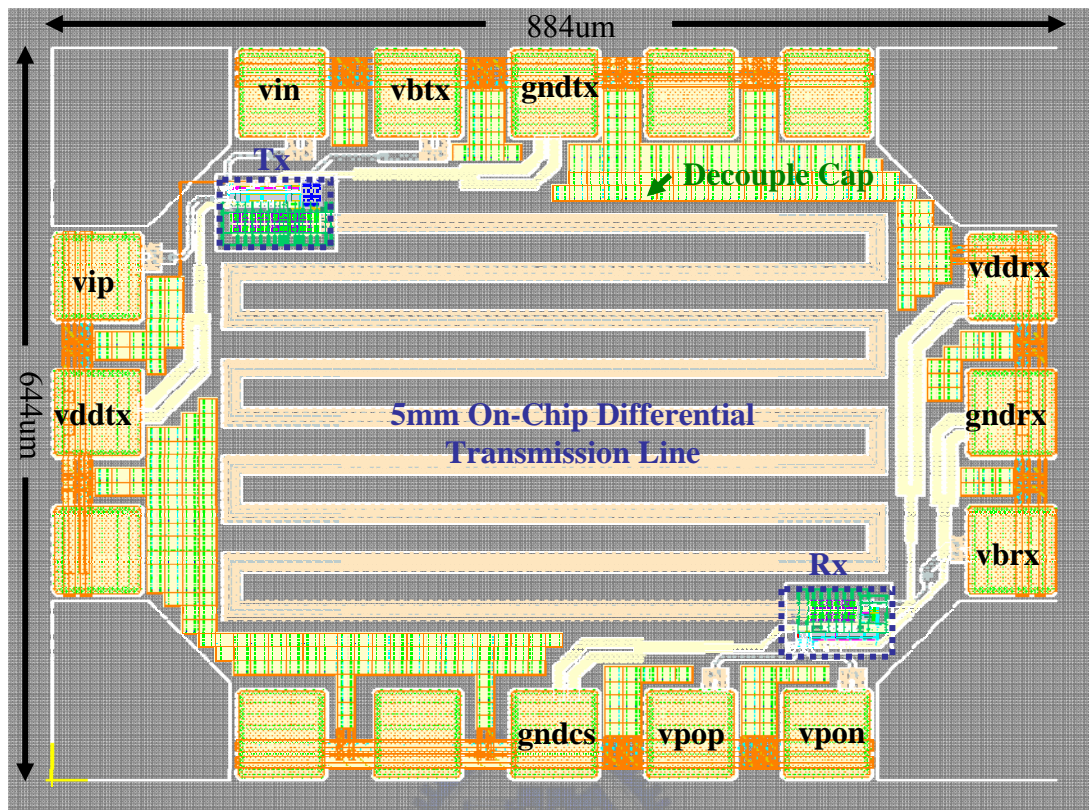 884um
vin
vbtx
gndtx
Tx
Decouple Cap
vip
vddrx
644um
vddtx
5mm On-Chip Differential
Transmission Line
gndrx
vbrx
Rx
gndcs
vpop
vpon